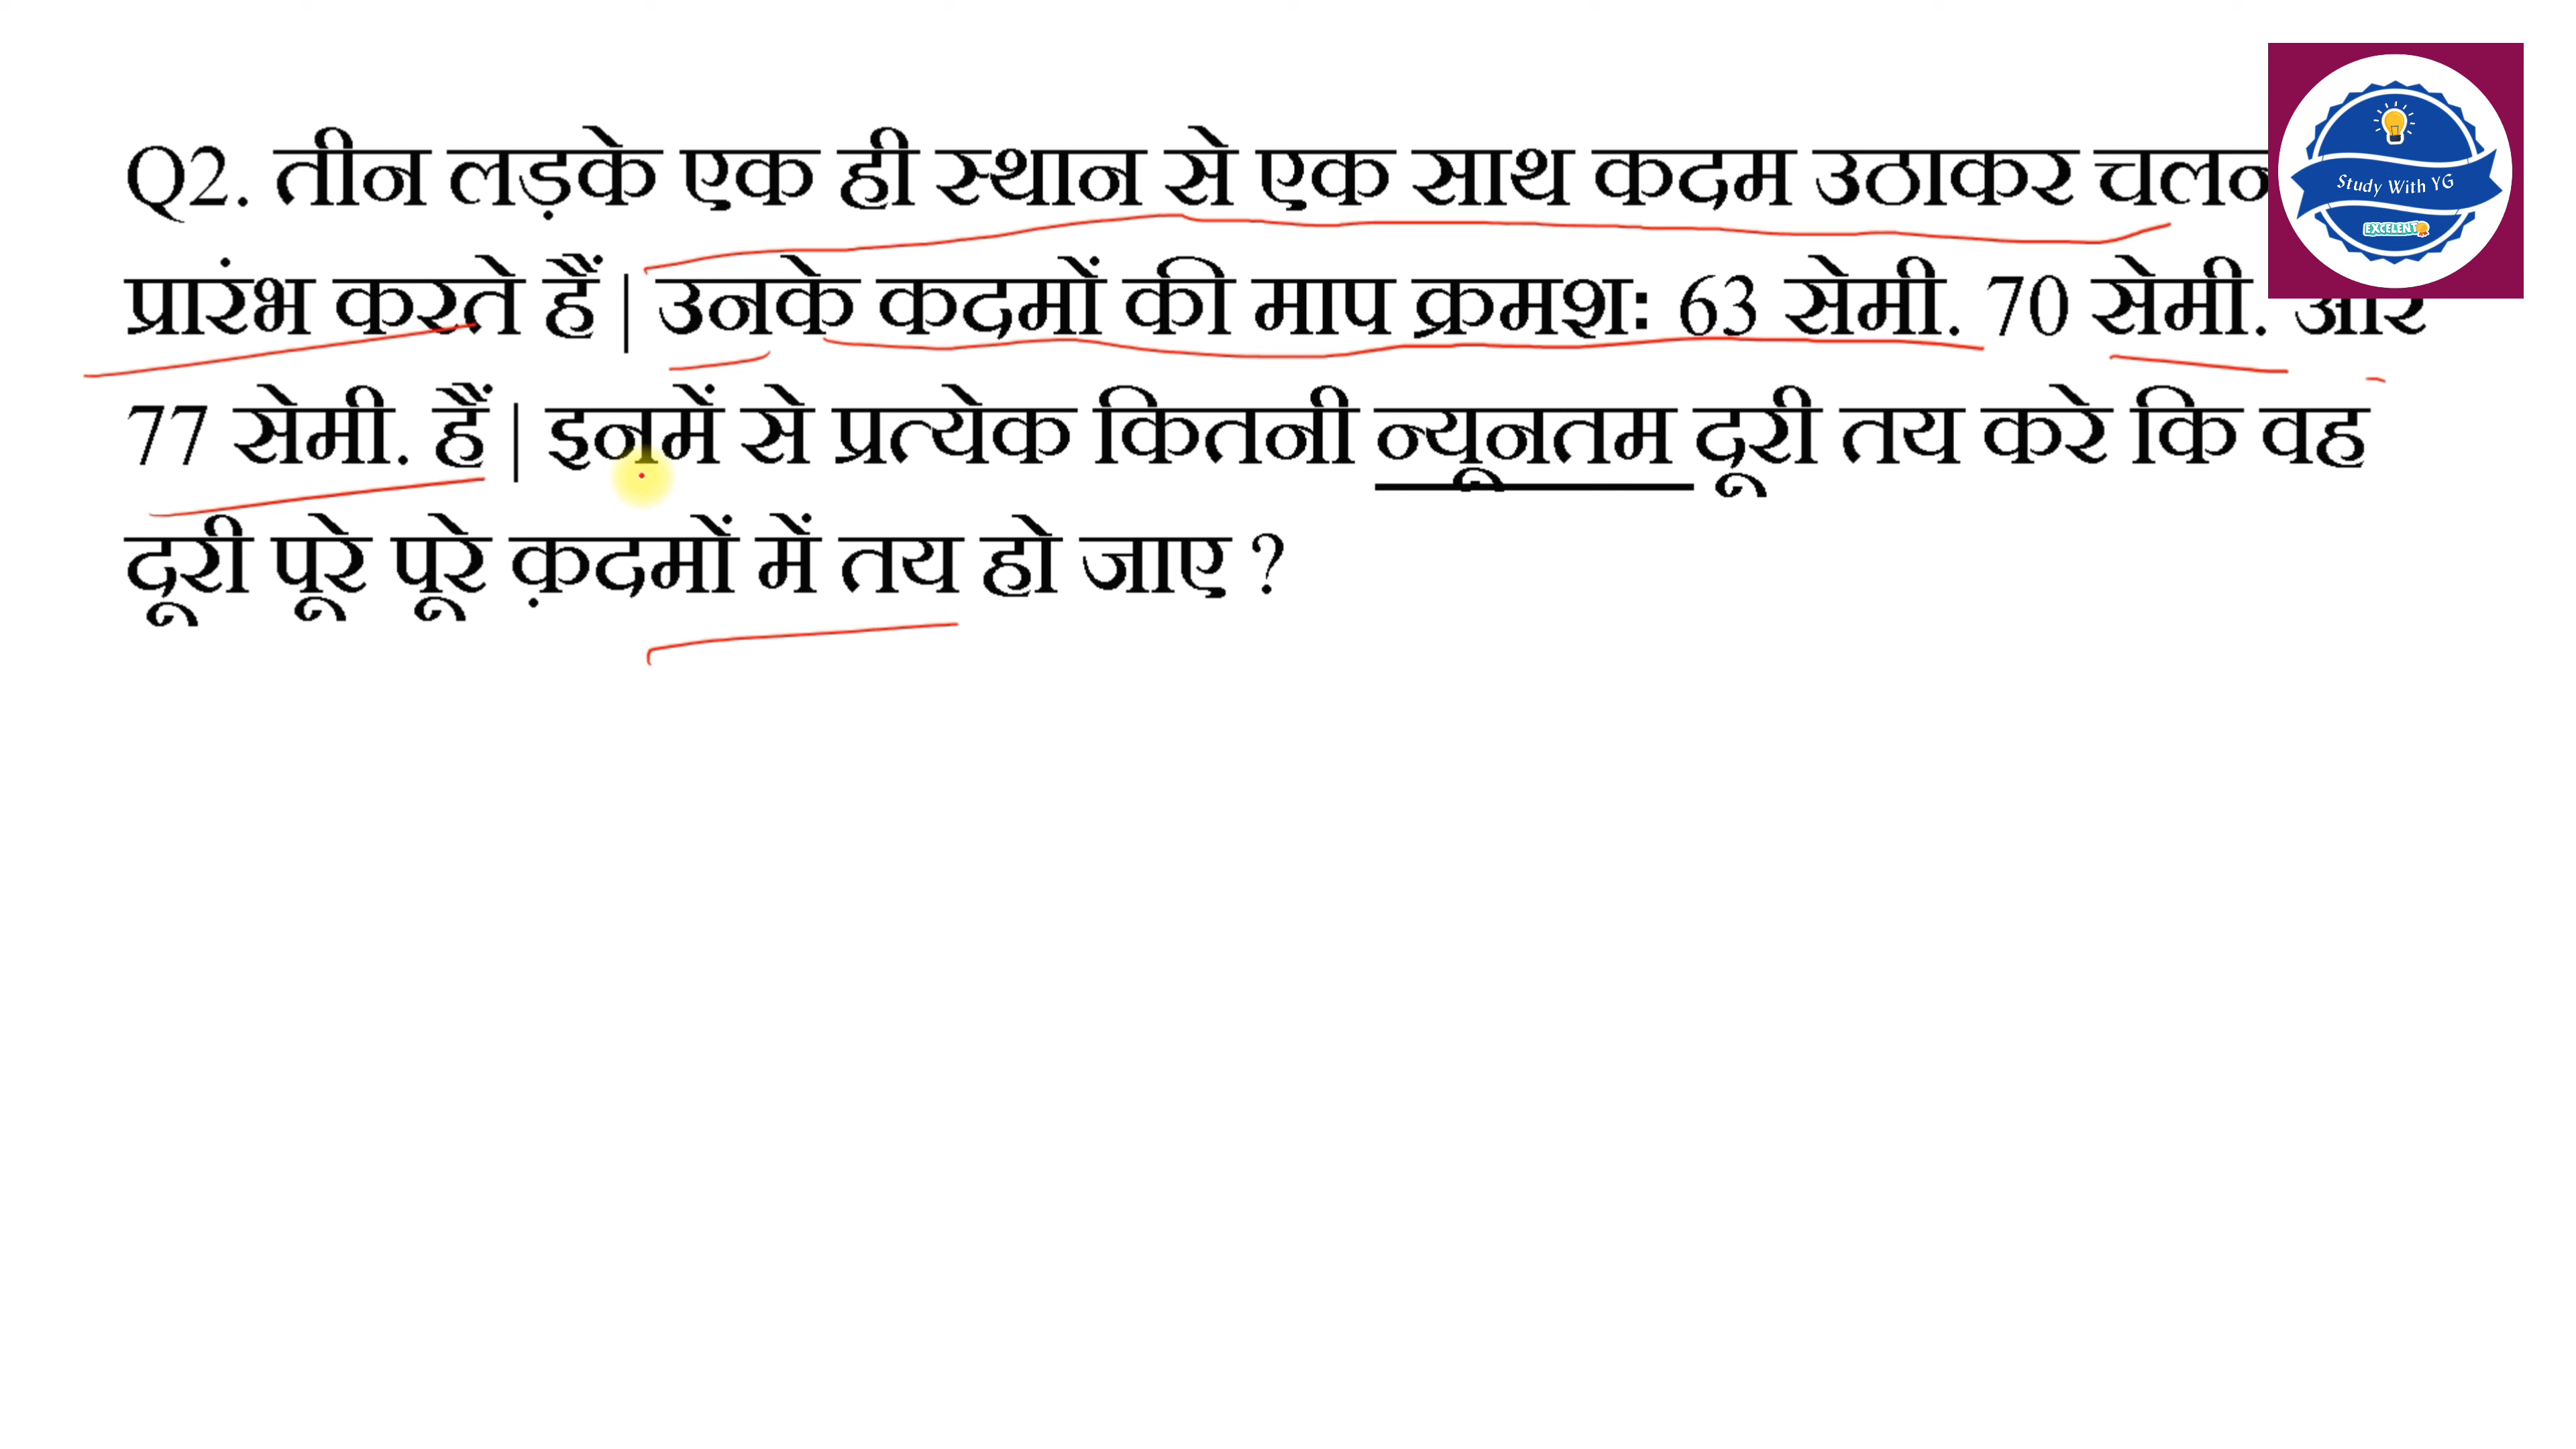 Q2. तीन लड़के एक ही स्थान से एक साथ कदम उठाकर
प्रारंभ करते हैं | उनके कदमों की माप क्रमशः 63 सेमी. 70 सेमी. और
77 सेमी. हैं | इनमें से प्रत्येक कितनी न्यूनतम दूरी तय करे कि वह
दूरी पूरे पूरे क़दमों में तय हो जाए ?
Study With YG
EXCELENT